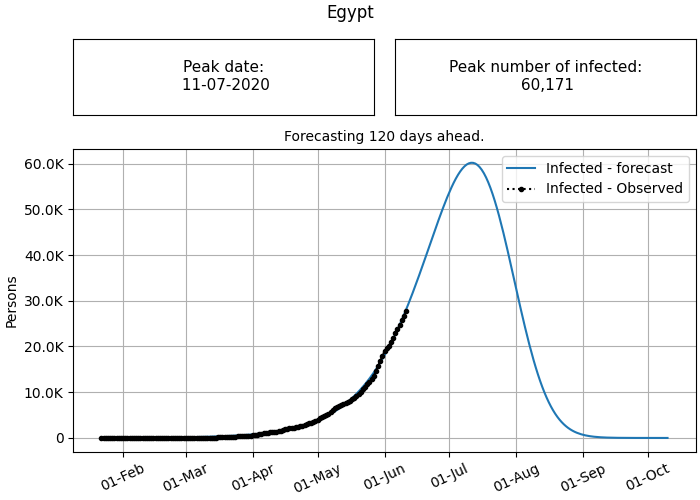 Egypt
Peak date:
11-07-2020
Peak number of infected:
60,171
Forecasting 120 days ahead.
Infected - forecast
Infected - Observed
Persons
60.0K
50.0K
40.0K
30.0K
20.0K
10.0K
0
01-Feb
01-Mar
01-Apr
01-May
01-Jun
01-Jul
01-Aug
01-Sep
01-Oct